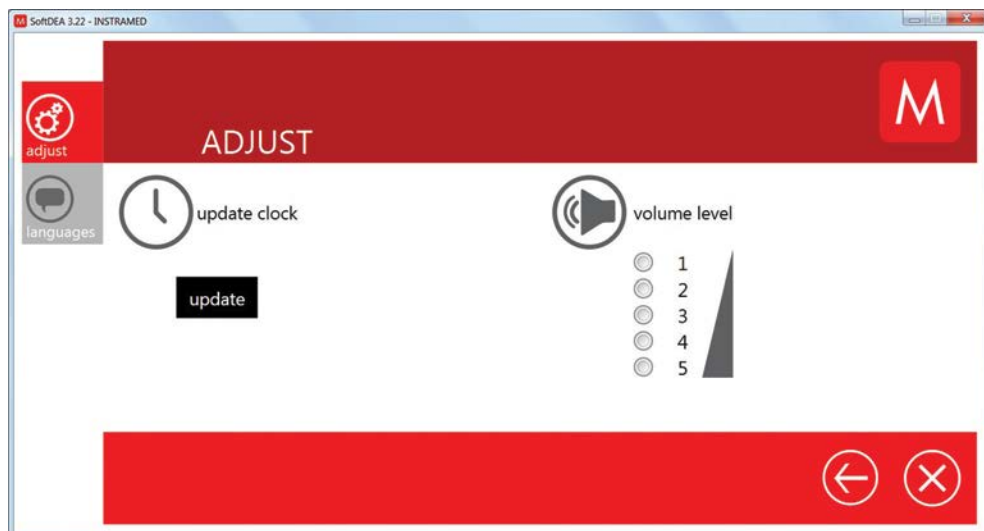 M SoftDEA 3.22 - INSTRAMED
M
ADJUST
adjust
languages
update clock
update
volume level
1
2
3
4
5